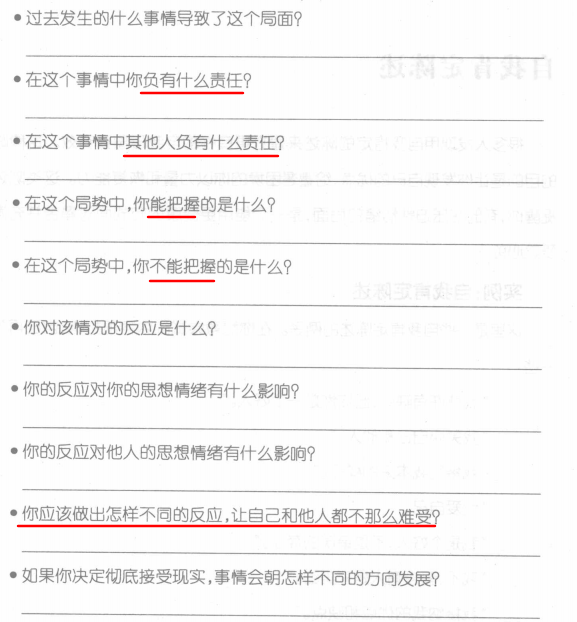 • 过去发生的什么事情导致了这个局面？
• 在这个事情中你负有什么责任？
• 在这个事情中其他人负有什么责任？
• 在这个局势中，你能把握的是什么？
• 在这个局势中，你不能把握的是什么？
• 你对该情况的反应是什么？
• 你的反应对你的思想情绪有什么影响？
• 你的反应对他人的思想情绪有什么影响？
• 你应该做出怎样不同的反应，让自己和他人都不那么难受？
• 如果你决定彻底接受现实，事情会朝怎样不同的方向发展？